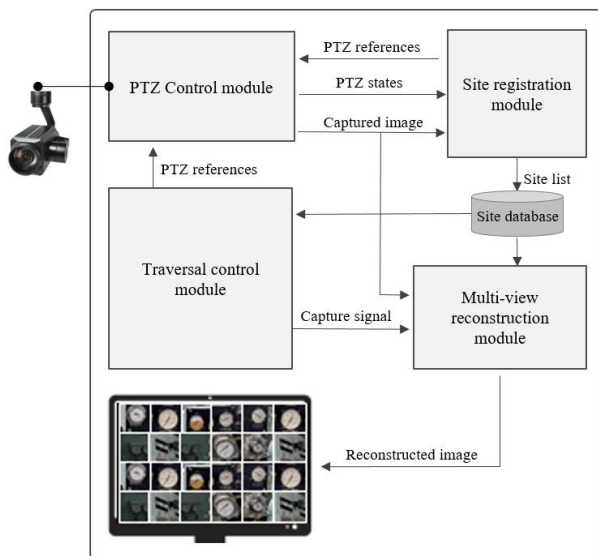 PTZ references
PTZ Control module
PTZ states
Site registration
module
Captured image
PTZ references
Site list
Site database
Traversal control
module
Multi-view
reconstruction
module
Capture signal
Reconstructed image